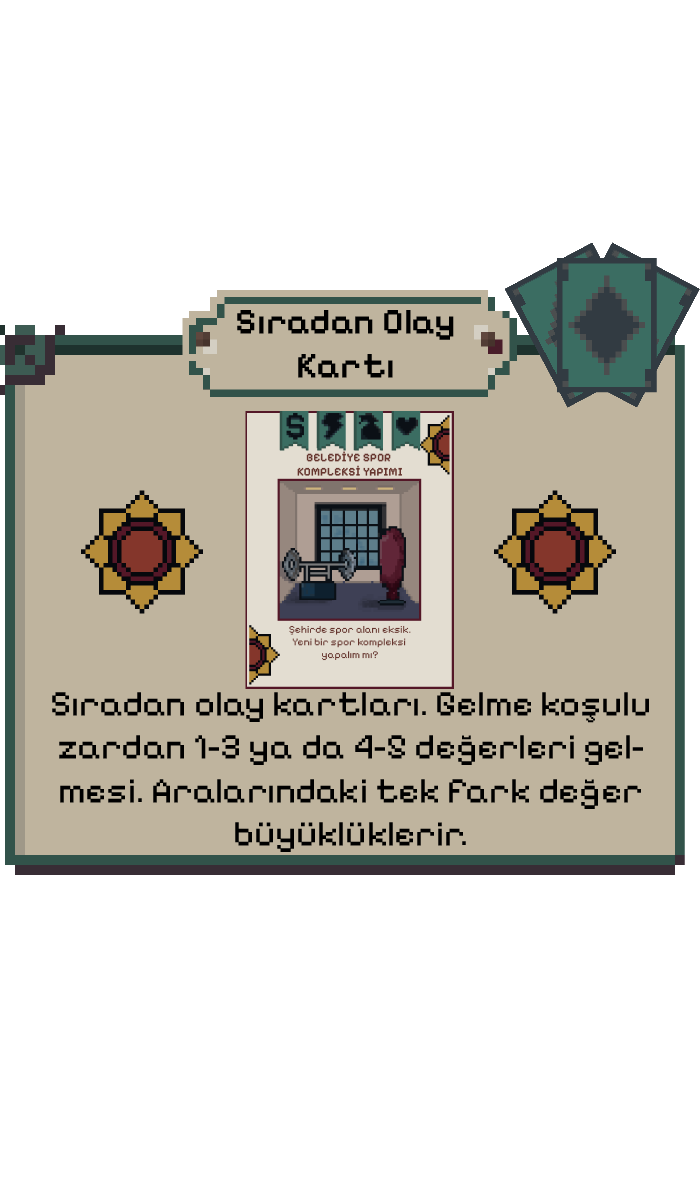 Sıradan Olay
Kartı
$
BELEDİYE SPOR
KOMPLEKSİ YAPIMI
Şehirde spor alanı eksik.
Yeni bir spor kompleksi
yapalım mı?
Sıradan olay kartları. Gelme koşulu
zardan 1-3 ya da 4-S değerleri gel-
mesi. Aralarındaki tek fark değer
büyüklüklerir.